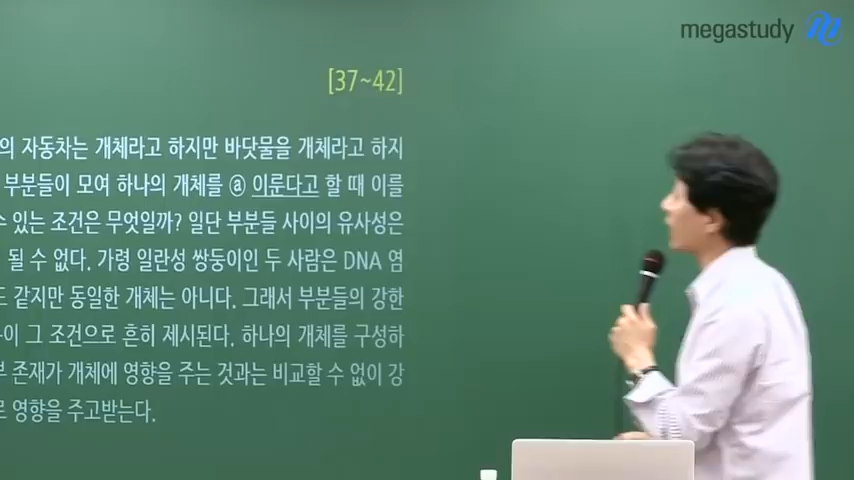 megastudy
[37~42]
의 자동차는 개체라고 하지만 바닷물을 개체라고 하지
부분들이 모여 하나의 개체를 ⓐ 이룬다고 할 때 이를
수 있는 조건은 무엇일까? 일단 부분들 사이의 유사성은
될 수 없다. 가령 일란성 쌍둥이인 두 사람은 DNA 염
도 같지만 동일한 개체는 아니다. 그래서 부분들의 강한
이 그 조건으로 흔히 제시된다. 하나의 개체를 구성하
부 존재가 개체에 영향을 주는 것과는 비교할 수 없이 강
로 영향을 주고받는다.